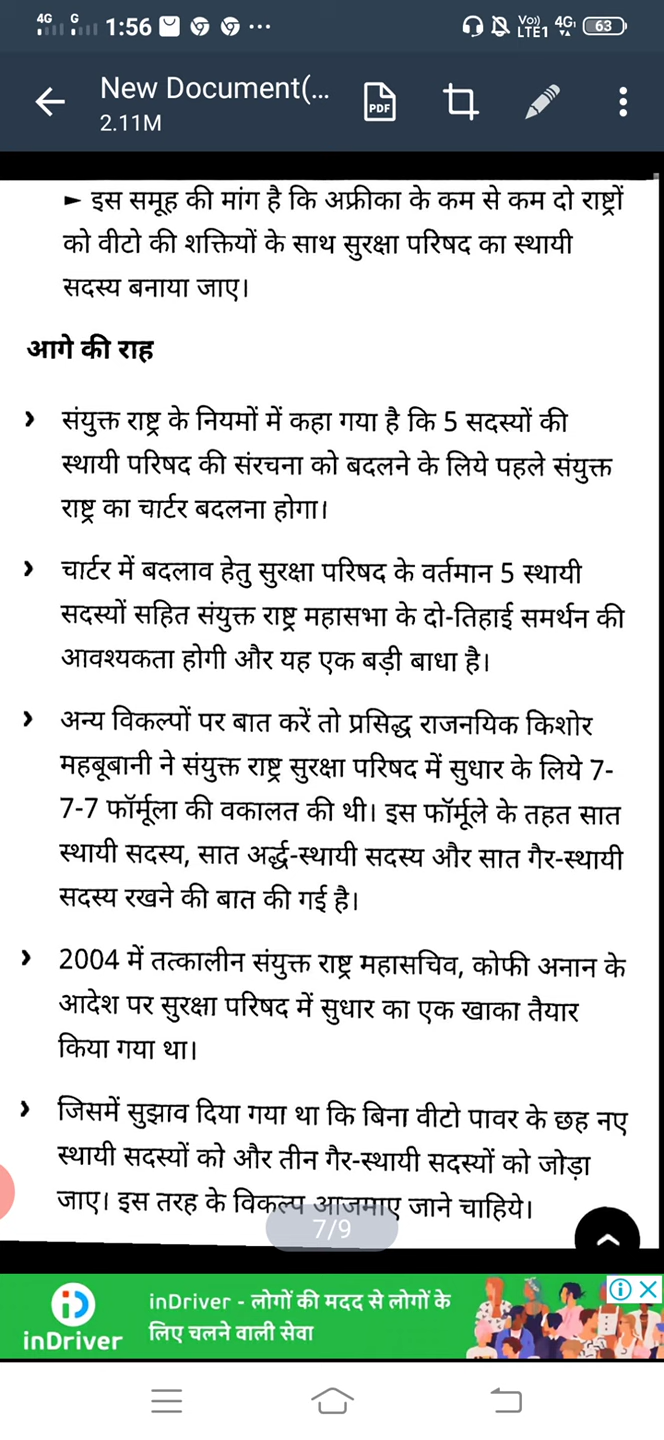 4G G 1:56 ... Vo)) LTE1 4G 63
New Document(...
2.11M
PDF
► इस समूह की मांग है कि अफ्रीका के कम से कम दो राष्ट्रों
को वीटो की शक्तियों के साथ सुरक्षा परिषद का स्थायी
सदस्य बनाया जाए।
आगे की राह
› संयुक्त राष्ट्र के नियमों में कहा गया है कि 5 सदस्यों की
स्थायी परिषद की संरचना को बदलने के लिये पहले संयुक्त
राष्ट्र का चार्टर बदलना होगा।
› चार्टर में बदलाव हेतु सुरक्षा परिषद के वर्तमान 5 स्थायी
सदस्यों सहित संयुक्त राष्ट्र महासभा के दो-तिहाई समर्थन की
आवश्यकता होगी और यह एक बड़ी बाधा है।
› अन्य विकल्पों पर बात करें तो प्रसिद्ध राजनयिक किशोर
महबूबानी ने संयुक्त राष्ट्र सुरक्षा परिषद में सुधार के लिये 7-
7-7 फॉर्मूला की वकालत की थी। इस फॉर्मूले के तहत सात
स्थायी सदस्य, सात अर्द्ध-स्थायी सदस्य और सात गैर-स्थायी
सदस्य रखने की बात की गई है।
› 2004 में तत्कालीन संयुक्त राष्ट्र महासचिव, कोफी अनान के
आदेश पर सुरक्षा परिषद में सुधार का एक खाका तैयार
किया गया था।
› जिसमें सुझाव दिया गया था कि बिना वीटो पावर के छह नए
स्थायी सदस्यों को और तीन गैर-स्थायी सदस्यों को जोड़ा
जाए। इस तरह के विकल्प आजमाए जाने चाहिये।
7/9
inDriver - लोगों की मदद से लोगों के
लिए चलने वाली सेवा
inDriver